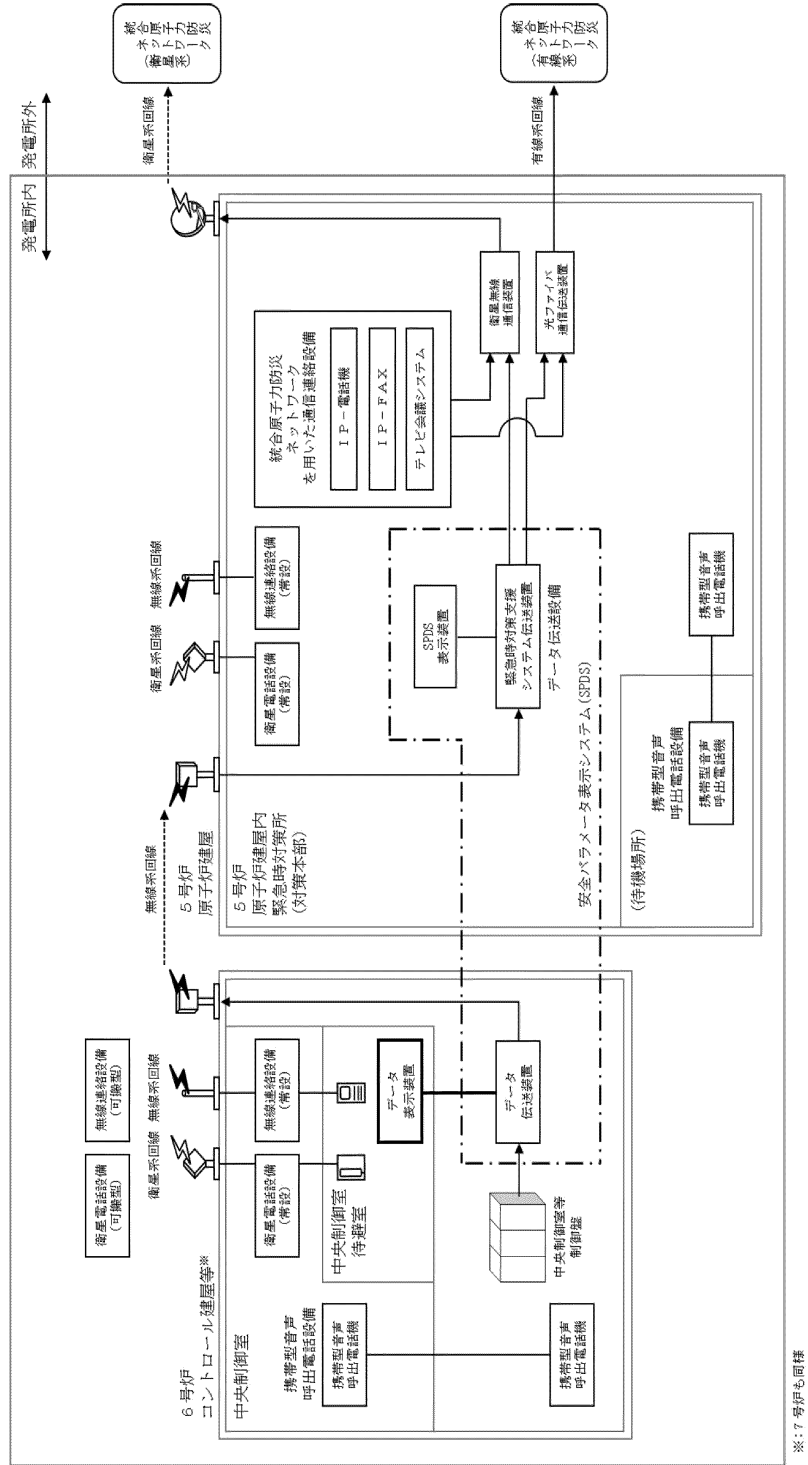 発電所内
発電所外
統合原子力防災
ネットワーク
(衛星系)
衛星系回線
統合原子力防災
ネットワーク
(有線系)
有線系回線
6号炉
コントロール建屋等※
衛星電話設備
(可搬型)
無線連絡設備
(可搬型)
衛星系回線
無線系回線
中央制御室
衛星電話設備
(常設)
無線連絡設備
(常設)
中央制御室
待避室
データ
表示装置
携帯型音声
呼出電話設備
携帯型音声
呼出電話機
携帯型音声
呼出電話機
中央制御室等
制御盤
データ
伝送装置
無線系回線
5号炉
原子炉建屋
5号炉
原子炉建屋内
緊急時対策所
(対策本部)
衛星系回線
無線系回線
衛星電話設備
(常設)
無線連絡設備
(常設)
統合原子力防災
ネットワーク
を用いた通信連絡設備
IP-電話機
IP-FAX
テレビ会議システム
衛星無線
通信装置
光ファイバ
通信伝送装置
SPDS
表示装置
緊急時対策支援
システム伝送装置
データ伝送設備
安全パラメータ表示システム(SPDS)
(待機場所)
携帯型音声
呼出電話設備
携帯型音声
呼出電話機
携帯型音声
呼出電話機
※:7号炉も同様